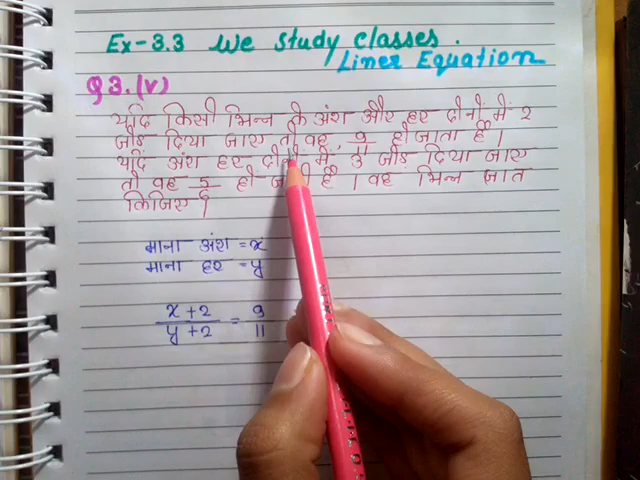 Ex-3.3 We Study Classes.
Liner Equation
Q3.(v)
यदि किसी भिन्न के अंश और हर दोनों में 2
जोड दिया जाए तो वह 9/11 हो जाता है।
यदि अंश हर दोनों में 3 जोड दिया जाए
तो वह 5/6 हो है। वह भिन्न ज्ञात
किजिए।
माना अंश = x
माना हर = y
x+2/y+2 = 9/11